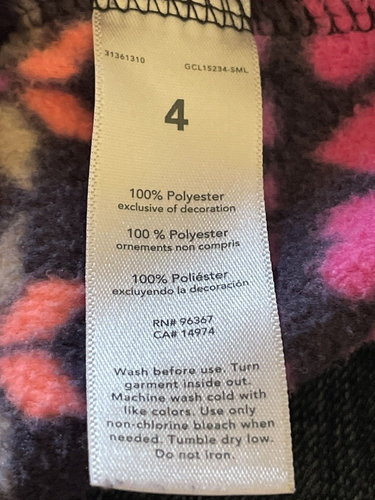 31361310
GCL15234-SML
4
100% Polyester
exclusive of decoration
100 % Polyester
ornements non compris
100% Poliéster
excluyendo la decoración
RN# 96367
CA# 14974
Wash before use. Turn
garment inside out.
Machine wash cold with
like colors. Use only
non-chlorine bleach when
needed. Tumble dry low.
Do not iron.